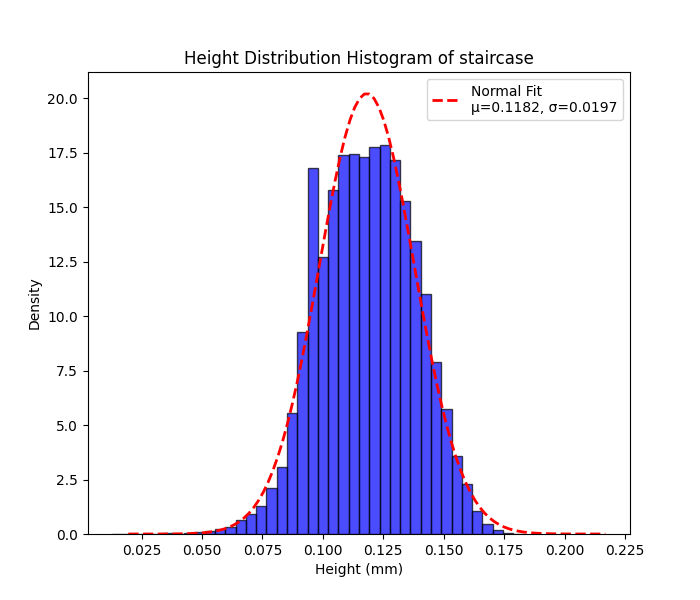 Height Distribution Histogram of staircase
Normal Fit
μ=0.1182, σ=0.0197
20.0
17.5
15.0
12.5
10.0
7.5
5.0
2.5
0.0
Density
0.025 0.050 0.075 0.100 0.125 0.150 0.175 0.200 0.225
Height (mm)